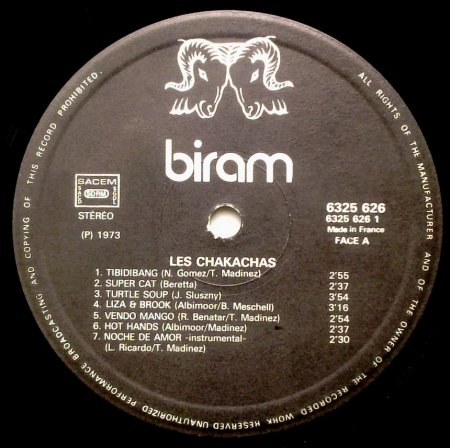 biram
SACEM
SACD
SDRM
SGDL
STÉRÉO
(P) 1973
6325 626
6325 626 1
Made in France
FACE A
LES CHAKACHAS
1. TIBIDIBANG (N. Gomez/T. Madinez) 2'55
2. SUPER CAT (Beretta) 2'37
3. TURTLE SOUP (J. Sluszny) 3'54
4. LIZA & BROOK (Albimoor/B. Meschell) 3'16
5. VENDO MANGO (R. Benatar/T. Madinez) 2'54
6. HOT HANDS (Albimoor/Madinez) 2'37
7. NOCHE DE AMOR -instrumental- 2'30
(L. Ricardo/T. Madinez)
ALL RIGHTS OF THE MANUFACTURER AND OF THE OWNER OF THE RECORDED WORK RESERVED UNAUTHORIZED PERFORMANCE BROADCASTING AND COPYING OF THIS RECORD PROHIBITED.